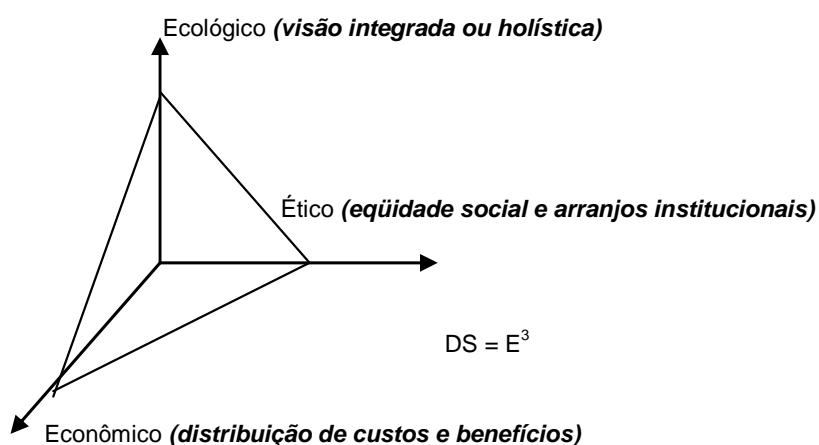 Ecológico (visão integrada ou holística)
Ético (eqüidade social e arranjos institucionais)
DS = E³
Econômico (distribuição de custos e benefícios)